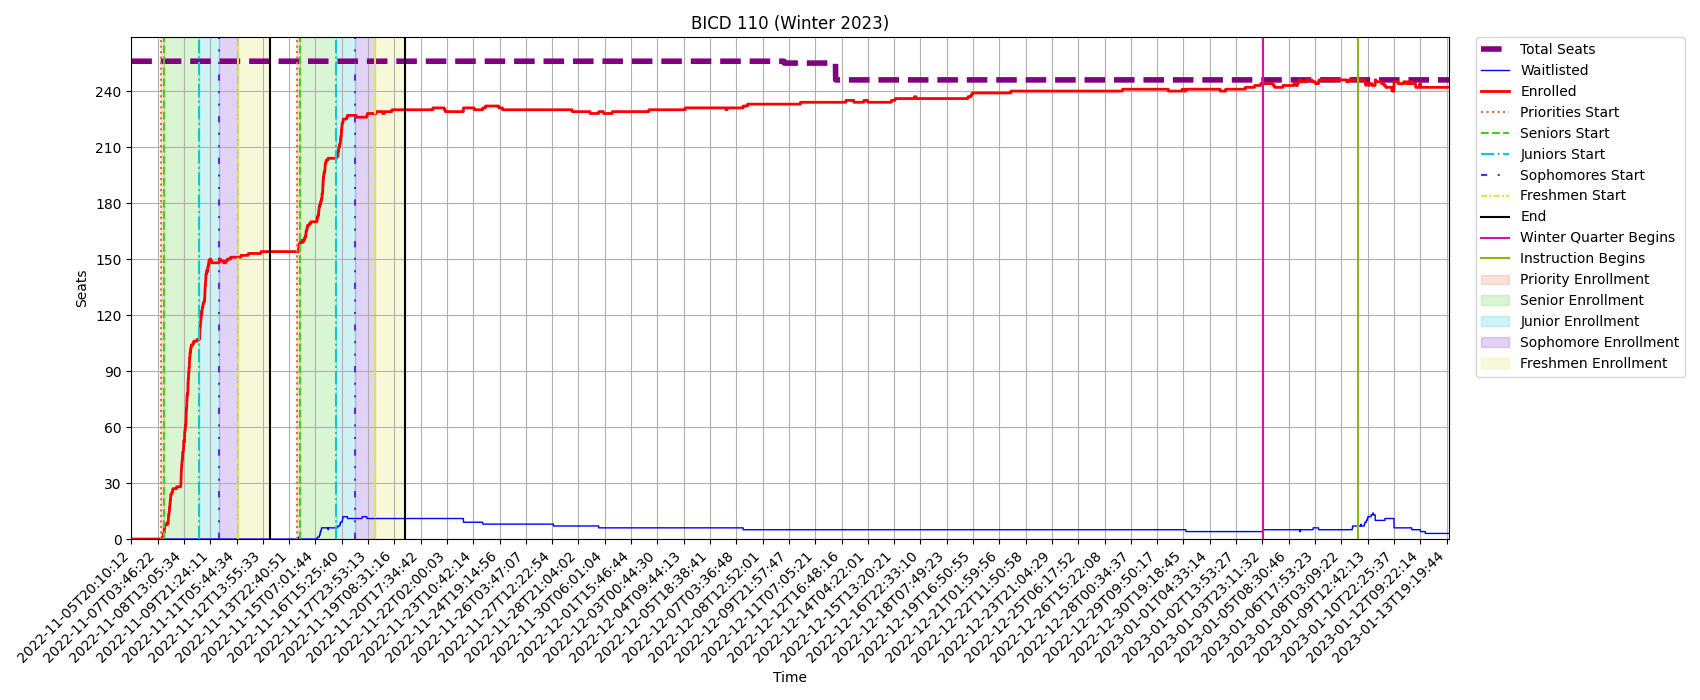 BICD 110 (Winter 2023)
Seats
240
210
180
150
120
90
60
30
0
2022-11-05T20:10:12
2022-11-07T03:46:22
2022-11-08T13:05:34
2022-11-09T21:24:11
2022-11-11T05:44:34
2022-11-12T13:55:33
2022-11-13T22:40:51
2022-11-15T07:01:44
2022-11-16T15:25:40
2022-11-17T23:53:13
2022-11-19T08:31:16
2022-11-20T17:34:42
2022-11-22T02:00:03
2022-11-23T10:42:14
2022-11-24T19:14:56
2022-11-26T03:47:07
2022-11-27T12:22:54
2022-11-28T21:04:02
2022-11-30T06:01:04
2022-12-01T15:46:44
2022-12-03T00:44:30
2022-12-04T09:44:13
2022-12-05T18:38:41
2022-12-07T03:36:48
2022-12-08T12:52:01
2022-12-09T21:57:47
2022-12-11T07:05:21
2022-12-12T16:48:16
2022-12-14T04:22:01
2022-12-15T13:20:21
2022-12-16T22:33:10
2022-12-18T07:49:23
2022-12-19T16:50:55
2022-12-21T01:59:56
2022-12-22T11:50:58
2022-12-23T21:04:29
2022-12-25T06:17:52
2022-12-26T15:22:08
2022-12-28T00:34:37
2022-12-29T09:50:17
2022-12-30T19:18:45
2023-01-01T04:33:14
2023-01-02T13:53:27
2023-01-03T23:11:32
2023-01-05T08:30:46
2023-01-06T17:53:23
2023-01-08T03:09:22
2023-01-09T12:42:13
2023-01-10T22:25:37
2023-01-12T09:22:14
2023-01-13T19:19:44
Time
Total Seats
Waitlisted
Enrolled
Priorities Start
Seniors Start
Juniors Start
Sophomores Start
Freshmen Start
End
Winter Quarter Begins
Instruction Begins
Priority Enrollment
Senior Enrollment
Junior Enrollment
Sophomore Enrollment
Freshmen Enrollment